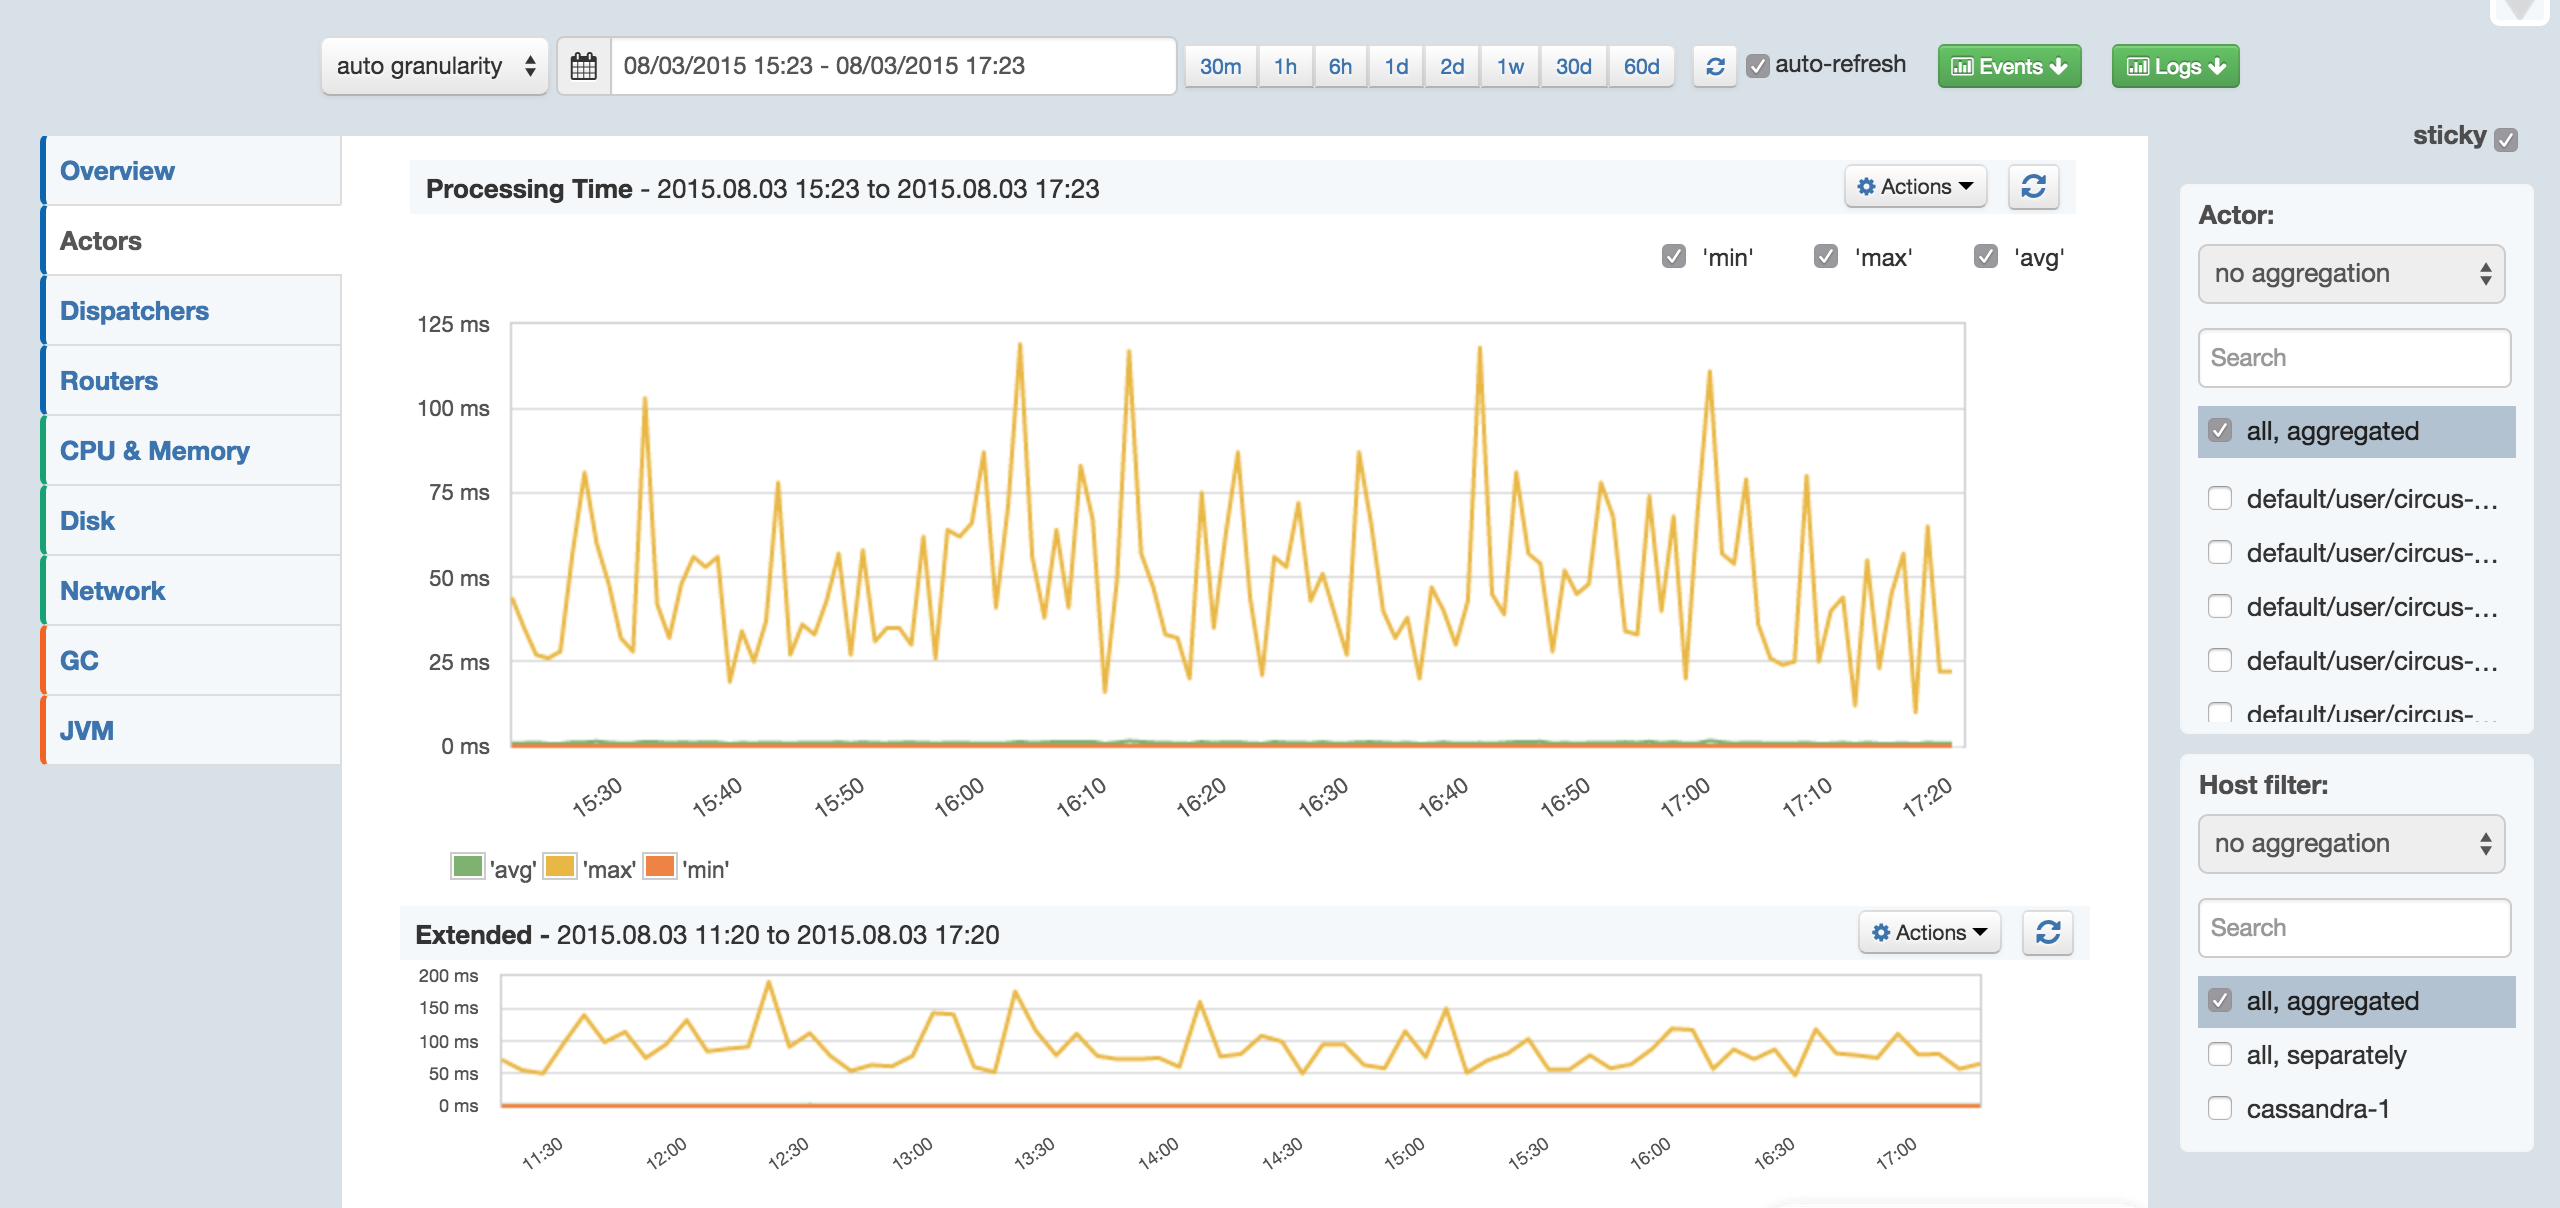 auto granularity 08/03/2015 15:23 - 08/03/2015 17:23 30m 1h 6h 1d 2d 1w 30d 60d auto-refresh Events Logs
sticky
Overview
Actors
Dispatchers
Routers
CPU & Memory
Disk
Network
GC
JVM
Processing Time - 2015.08.03 15:23 to 2015.08.03 17:23 Actions
'min' 'max' 'avg'
125 ms
100 ms
75 ms
50 ms
25 ms
0 ms
15:30 15:40 15:50 16:00 16:10 16:20 16:30 16:40 16:50 17:00 17:10 17:20
'avg' 'max' 'min'
Extended - 2015.08.03 11:20 to 2015.08.03 17:20 Actions
200 ms
150 ms
100 ms
50 ms
0 ms
11:30 12:00 12:30 13:00 13:30 14:00 14:30 15:00 15:30 16:00 16:30 17:00
Actor:
no aggregation
Search
all, aggregated
default/user/circus-...
default/user/circus-...
default/user/circus-...
default/user/circus-...
default/user/circus-...
Host filter:
no aggregation
Search
all, aggregated
all, separately
cassandra-1